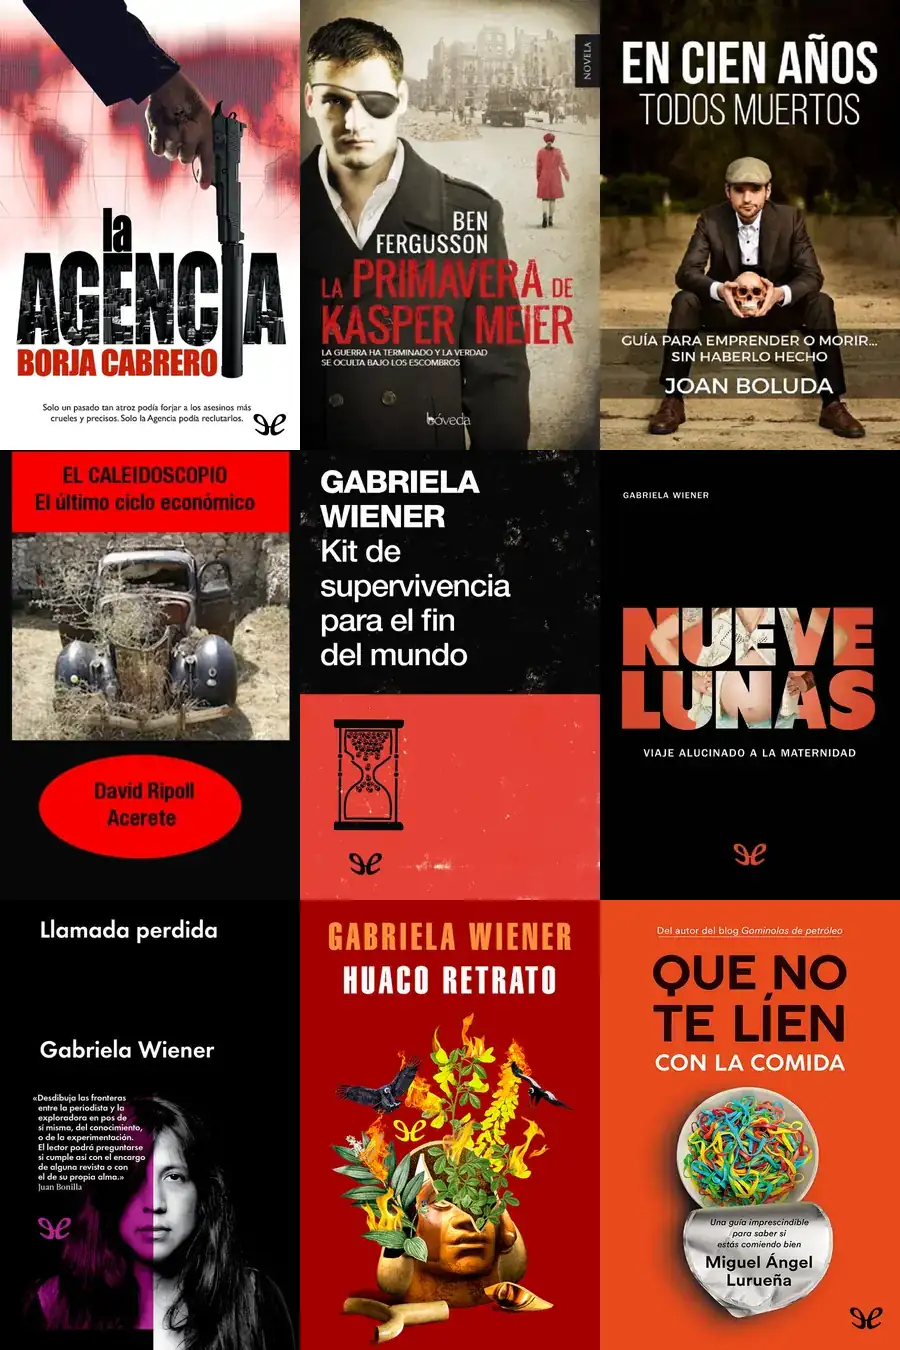 la
AGENCIA
BORJA CABRERO
Solo un pasado tan atroz podía forjar a los asesinos más
crueles y precisos. Solo la Agencia podía reclutarlos.
NOVELA
BEN
FERGUSSON
LA PRIMAVERA DE
KASPER MEIER
LA GUERRA HA TERMINADO Y LA VERDAD
SE OCULTA BAJO LOS ESCOMBROS
bóveda
EN CIEN AÑOS
TODOS MUERTOS
GUÍA PARA EMPRENDER O MORIR...
SIN HABERLO HECHO
JOAN BOLUDA
EL CALEIDOSCOPIO
El último ciclo económico
David Ripoll
Acerete
GABRIELA
WIENER
Kit de
supervivencia
para el fin
del mundo
GABRIELA WIENER
NUEVE
LUNAS
VIAJE ALUCINADO A LA MATERNIDAD
Llamada perdida
Gabriela Wiener
«Desdibuja las fronteras
entre la periodista y la
exploradora en pos de
sí misma, del conocimiento,
o de la experimentación.
El lector podrá preguntarse
si cumple así con el encargo
de alguna revista o con
el de su propia alma.»
Juan Bonilla
GABRIELA WIENER
HUACO RETRATO
Del autor del blog Gominolas de petróleo
QUE NO
TE LÍEN
CON LA COMIDA
Una guía imprescindible
para saber si
estás comiendo bien
Miguel Ángel
Lurueña